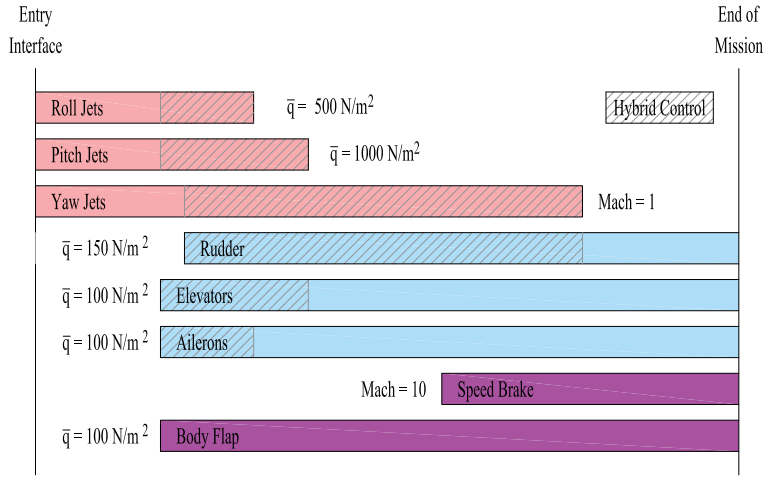 Entry
Interface
End of
Mission
Roll Jets
q̅ = 500 N/m²
Hybrid Control
Pitch Jets
q̅ = 1000 N/m²
Yaw Jets
Mach = 1
q̅ = 150 N/m²
Rudder
q̅ = 100 N/m²
Elevators
q̅ = 100 N/m²
Ailerons
Mach = 10
Speed Brake
q̅ = 100 N/m²
Body Flap